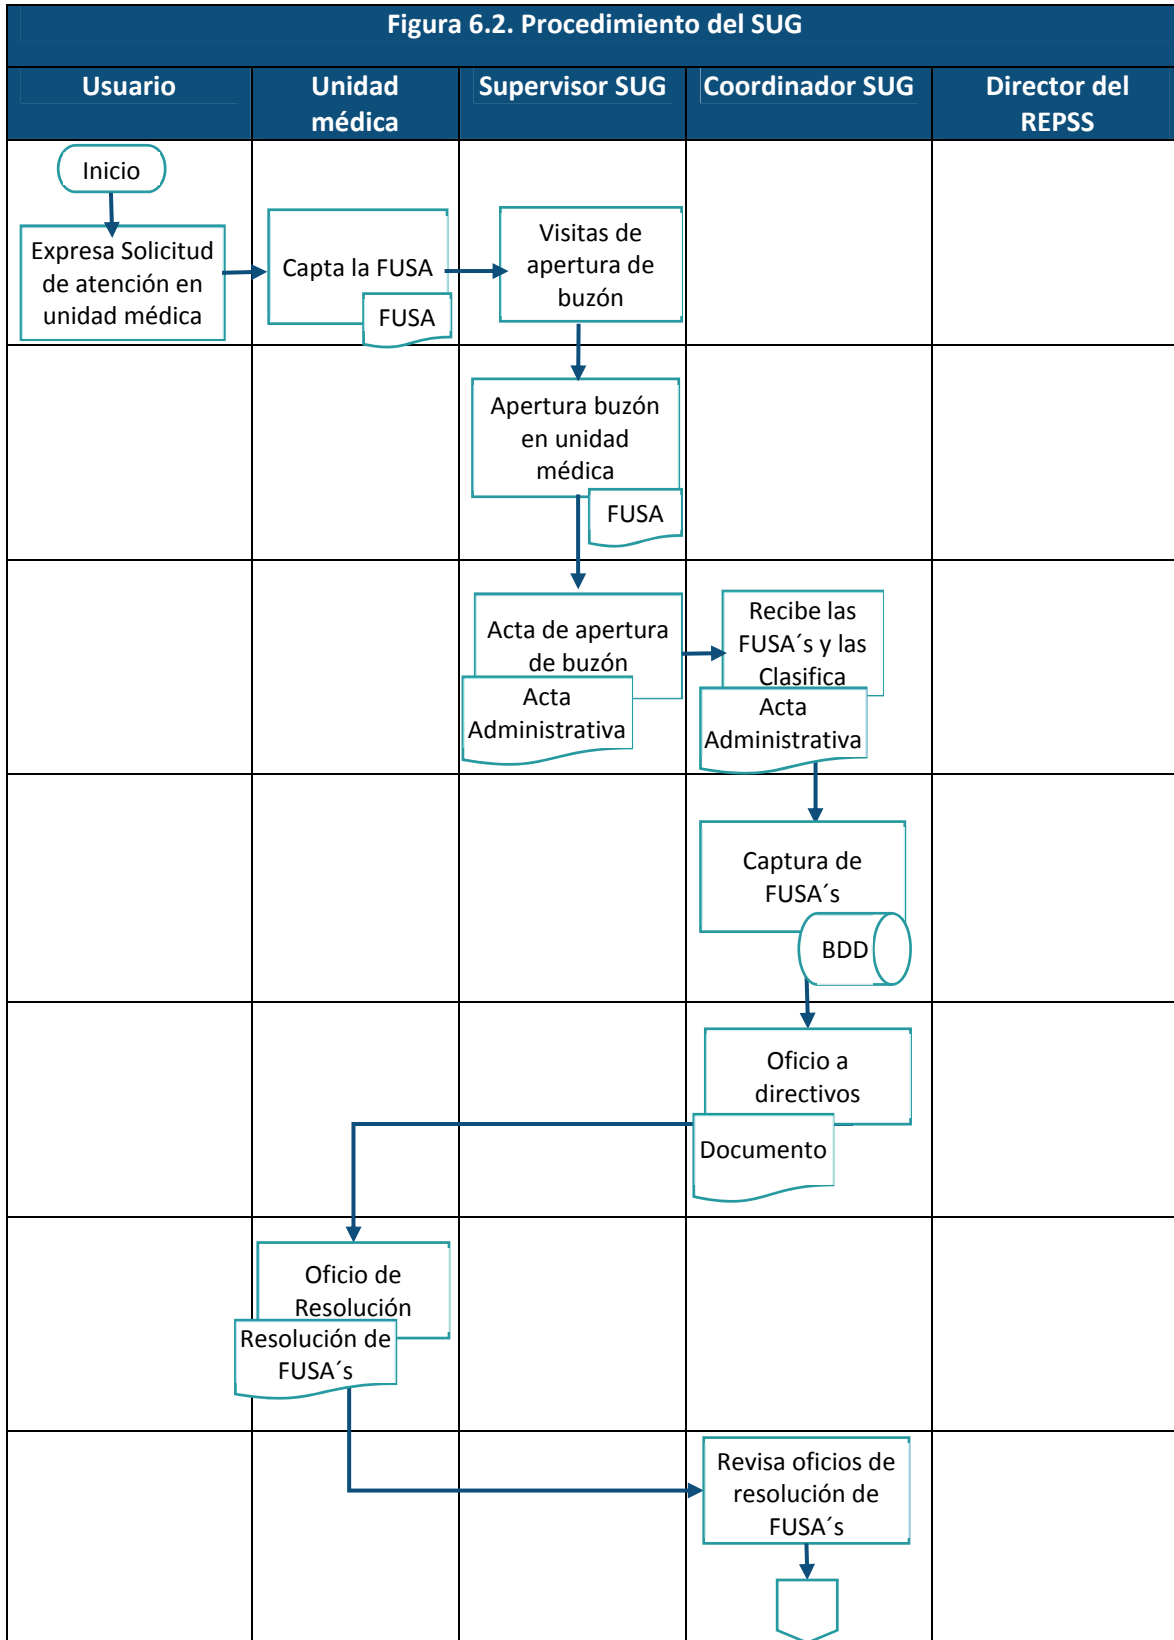 Figura 6.2. Procedimiento del SUG
Usuario
Unidad
médica
Supervisor SUG
Coordinador SUG
Director del
REPSS
Inicio
Expresa Solicitud
de atención en
unidad médica
Capta la FUSA
FUSA
Visitas de
apertura de
buzón
Apertura buzón
en unidad
médica
FUSA
Acta de apertura
de buzón
Acta
Administrativa
Recibe las
FUSA´s y las
Clasifica
Acta
Administrativa
Captura de
FUSA´s
BDD
Oficio a
directivos
Documento
Oficio de
Resolución
Resolución de
FUSA´s
Revisa oficios de
resolución de
FUSA´s